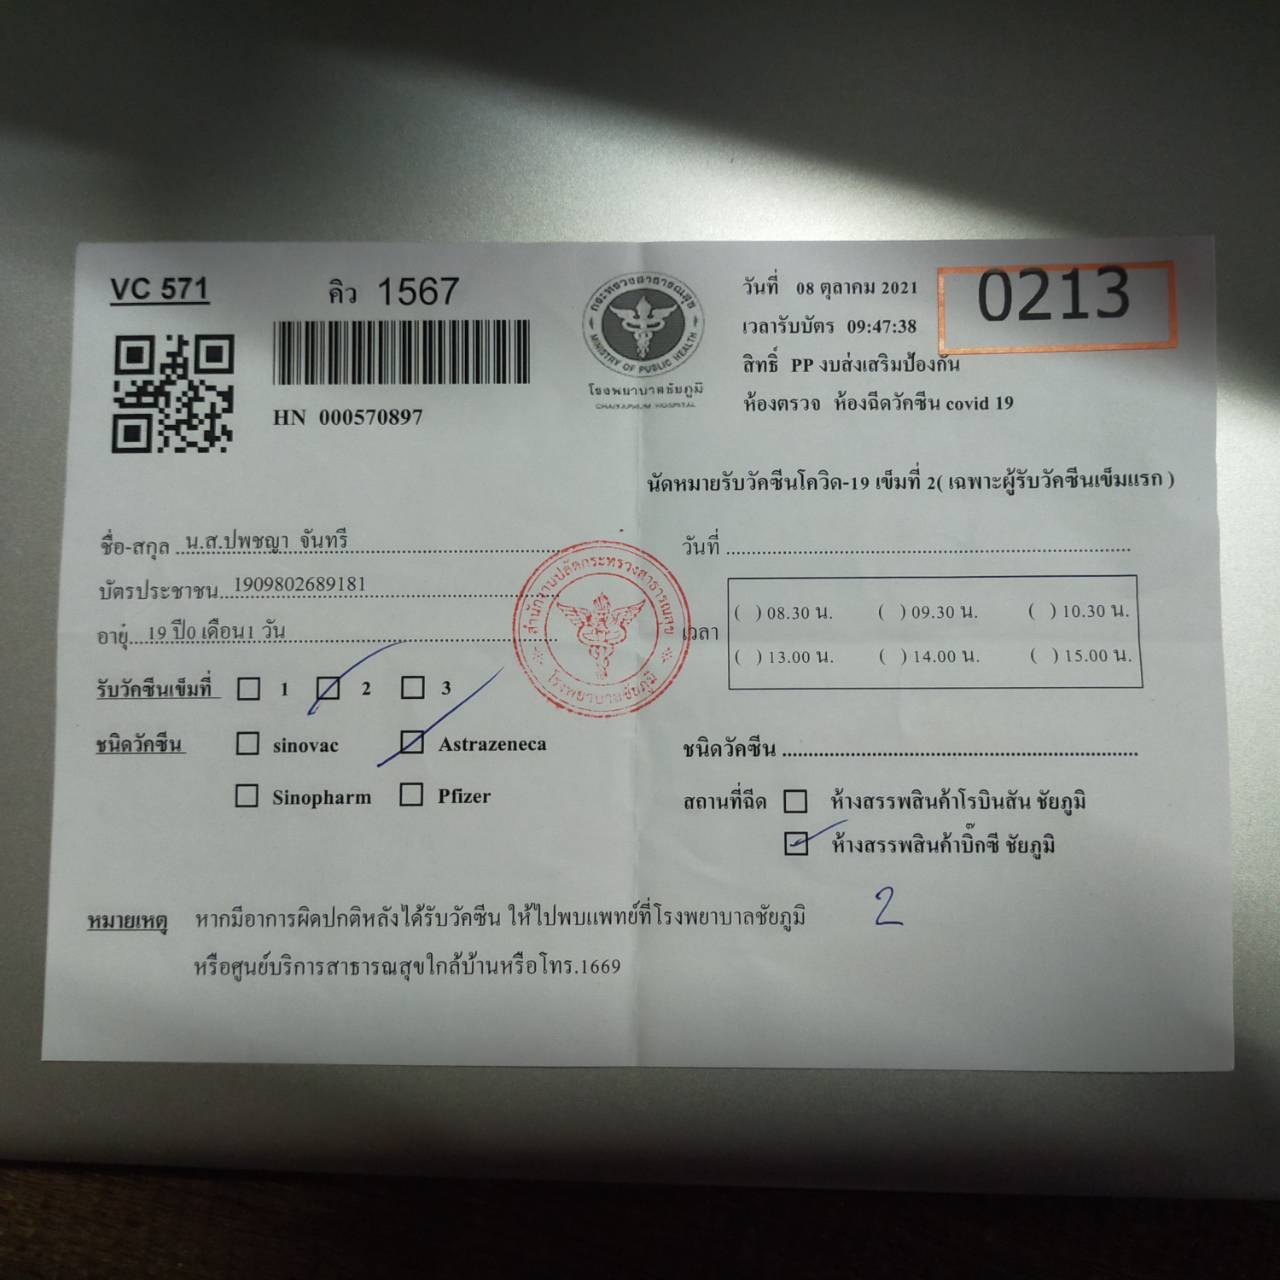 VC 571
คิว 1567
HN 000570897
กระทรวงสาธารณสุข
MINISTRY OF PUBLIC HEALTH
โรงพยาบาลชัยภูมิ
CHAIYAPHUM HOSPITAL
วันที่ 08 ตุลาคม 2021
0213
เวลารับบัตร 09:47:38
สิทธิ์ PP งบส่งเสริมป้องกัน
ห้องตรวจ ห้องฉีดวัคซีน covid 19
นัดหมายรับวัคซีนโควิด-19 เข็มที่ 2( เฉพาะผู้รับวัคซีนเข็มแรก )
ชื่อ-สกุล น.ส.ปพชญา จันทรี
บัตรประชาชน 1909802689181
อายุ 19 ปี0 เดือน1 วัน
รับวัคซีนเข็มที่ 1 2 3
ชนิดวัคซีน sinovac Astrazeneca
Sinopharm Pfizer
สำนักงานปลัดกระทรวงสาธารณสุข
โรงพยาบาลชัยภูมิ
วันที่
เวลา
( ) 08.30 น. ( ) 09.30 น. ( ) 10.30 น.
( ) 13.00 น. ( ) 14.00 น. ( ) 15.00 น.
ชนิดวัคซีน
สถานที่ฉีด ห้างสรรพสินค้าโรบินสัน ชัยภูมิ
ห้างสรรพสินค้าบิ๊กซี ชัยภูมิ
2
หมายเหตุ หากมีอาการผิดปกติหลังได้รับวัคซีน ให้ไปพบแพทย์ที่โรงพยาบาลชัยภูมิ
หรือศูนย์บริการสาธารณสุขใกล้บ้านหรือโทร.1669